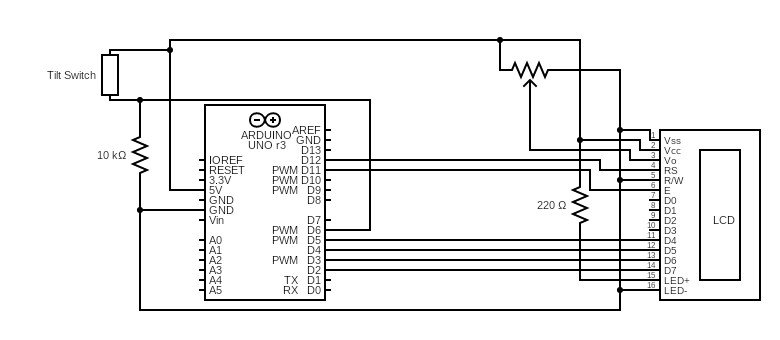 Tilt Switch
10 kΩ
ARDUINO
UNO r3
IOREF
RESET
3.3V
5V
GND
GND
Vin
A0
A1
A2
A3
A4
A5
AREF
GND
D13
D12
PWM D11
PWM D10
PWM D9
D8
D7
PWM D6
PWM D5
D4
PWM D3
D2
TX D1
RX D0
220 Ω
1 Vss
2 Vcc
3 Vo
4 RS
5 R/W
6 E
7 D0
8 D1
9 D2
10 D3
11 D4
12 D5
13 D6
14 D7
15 LED+
16 LED-
LCD